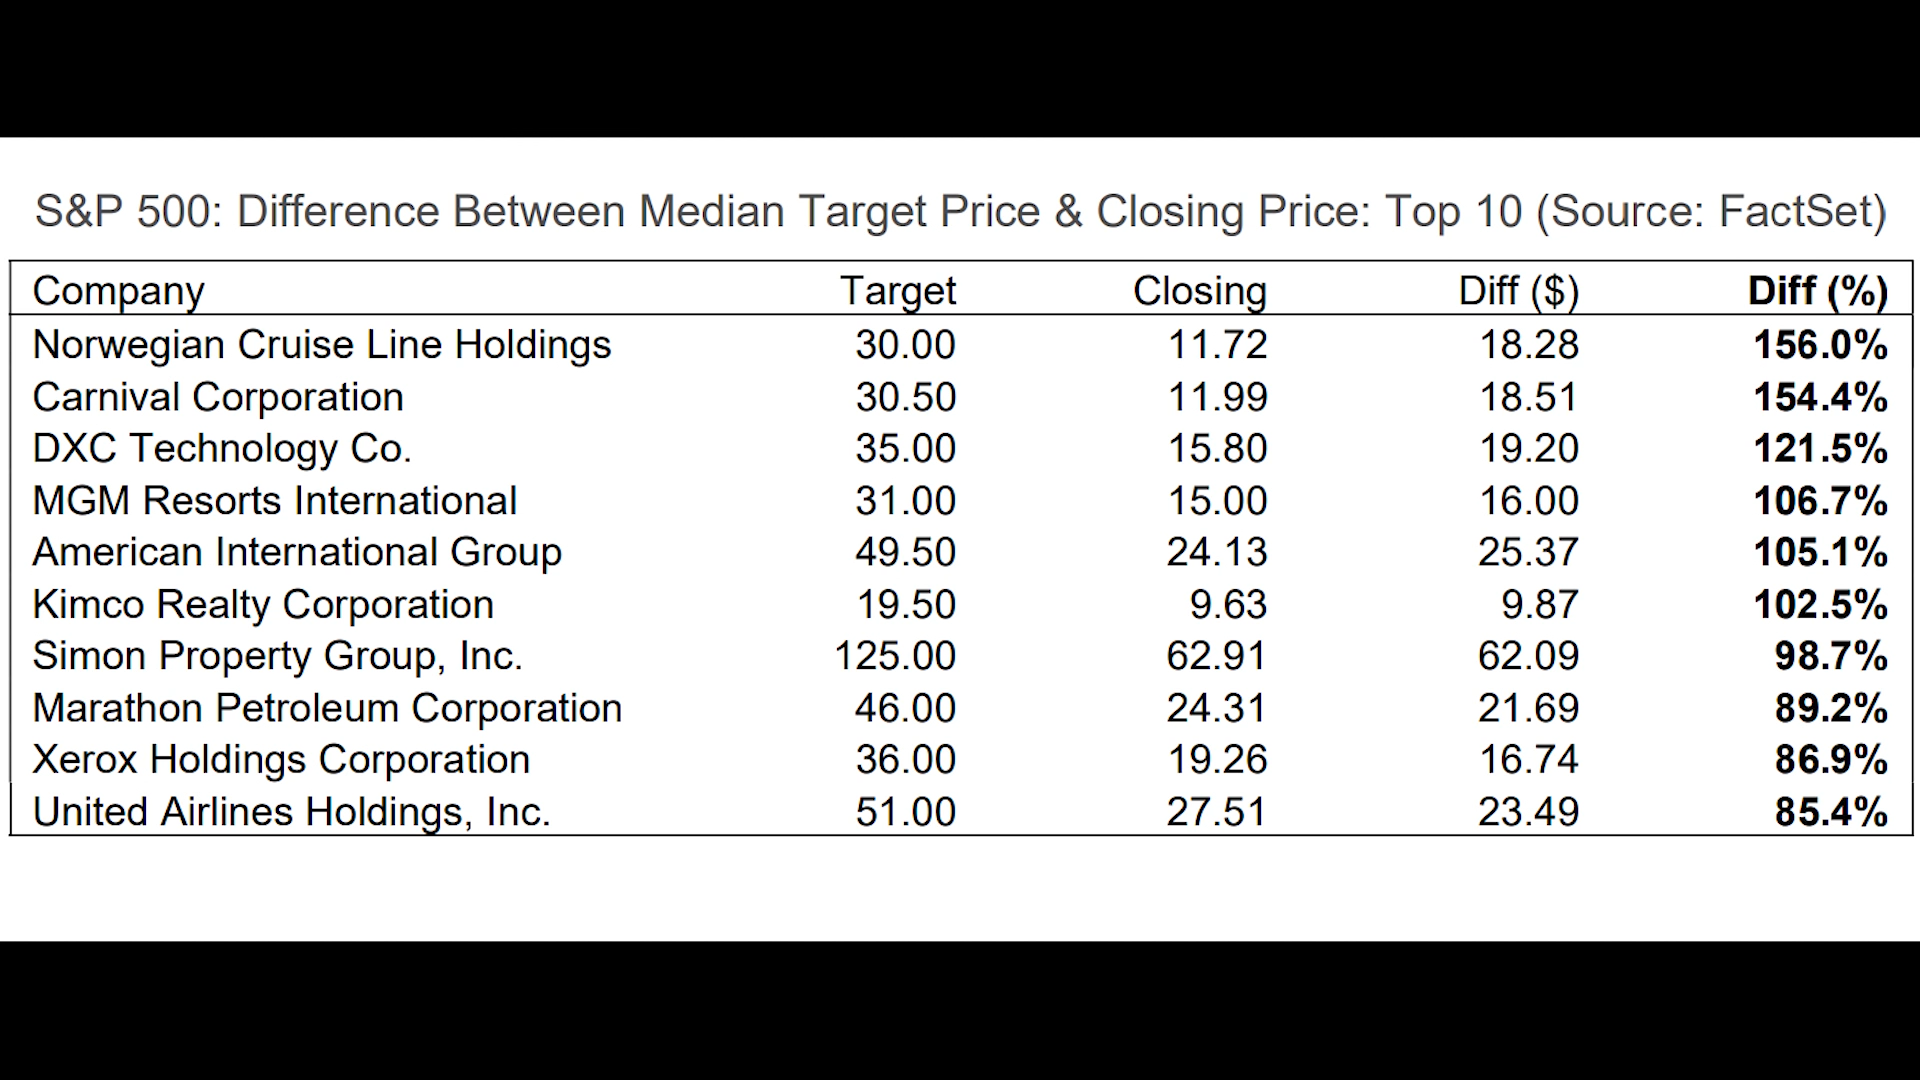 S&P 500: Difference Between Median Target Price & Closing Price: Top 10 (Source: FactSet)
Company Target Closing Diff ($) Diff (%)
Norwegian Cruise Line Holdings 30.00 11.72 18.28 156.0%
Carnival Corporation 30.50 11.99 18.51 154.4%
DXC Technology Co. 35.00 15.80 19.20 121.5%
MGM Resorts International 31.00 15.00 16.00 106.7%
American International Group 49.50 24.13 25.37 105.1%
Kimco Realty Corporation 19.50 9.63 9.87 102.5%
Simon Property Group, Inc. 125.00 62.91 62.09 98.7%
Marathon Petroleum Corporation 46.00 24.31 21.69 89.2%
Xerox Holdings Corporation 36.00 19.26 16.74 86.9%
United Airlines Holdings, Inc. 51.00 27.51 23.49 85.4%